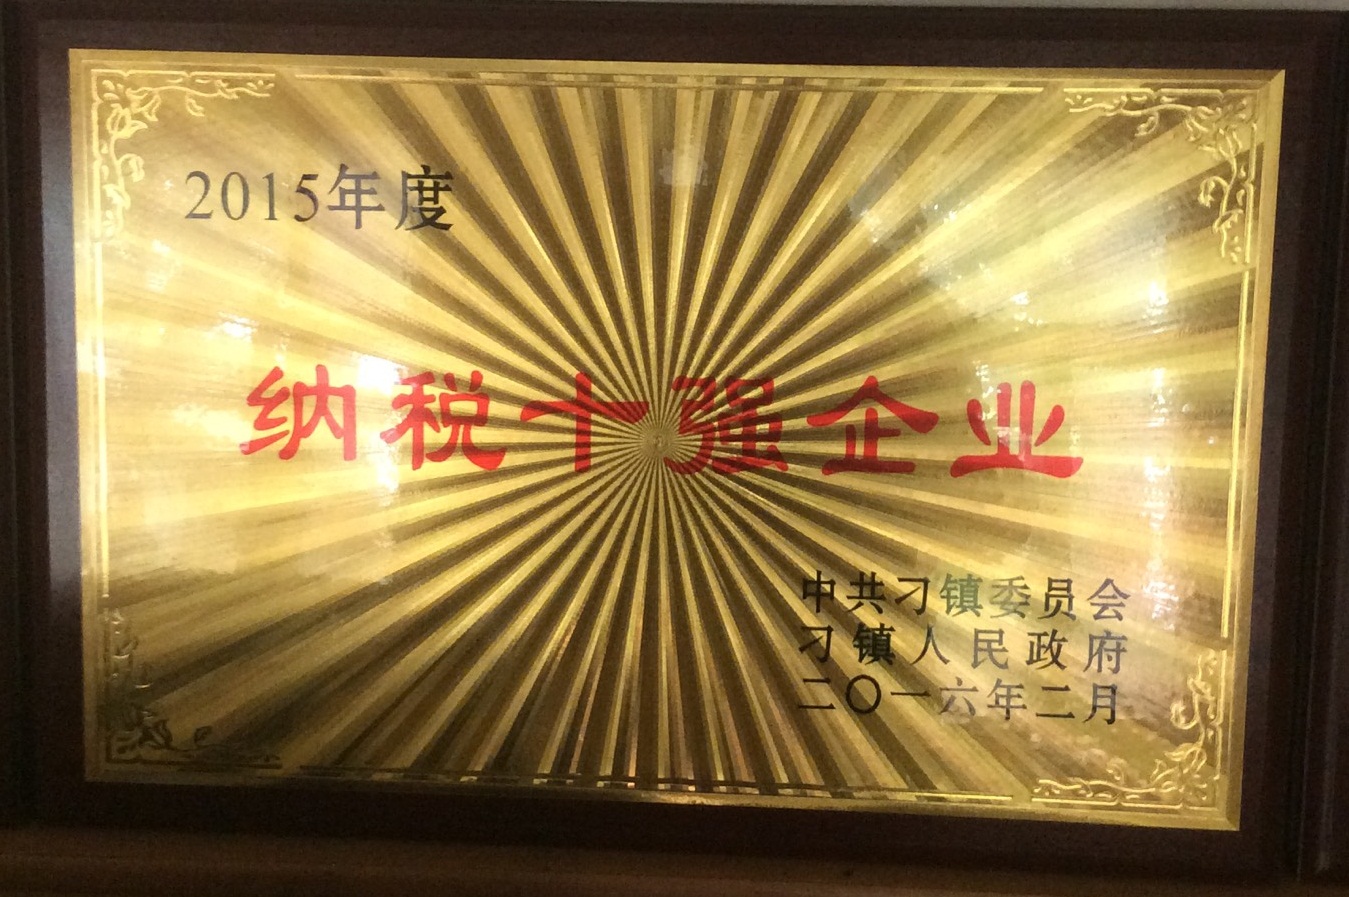 2015年度
纳税十强企业
中共刁镇委员会
刁镇人民政府
二〇一六年二月